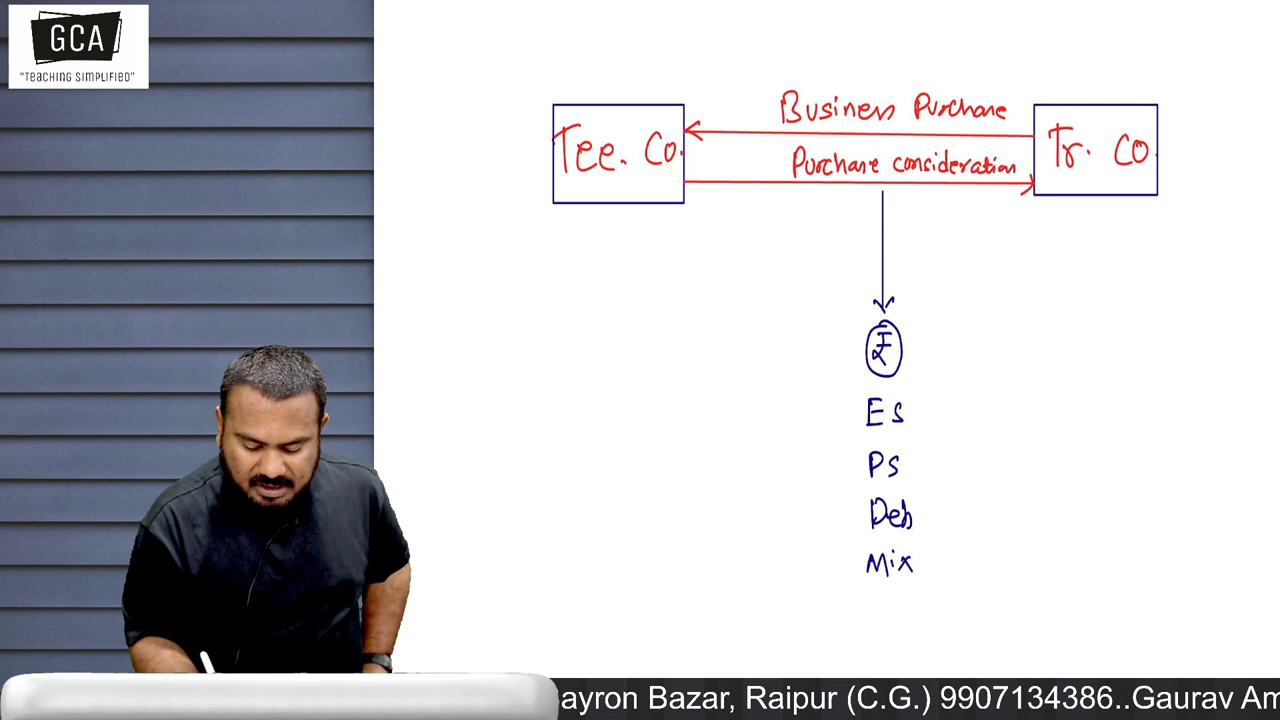 GCA
"TEACHING SIMPLIFIED"
Business Purchase
Tee. Co.
Tr. Co
Purchase consideration
₹
ES
PS
Deb
Mix
ayron Bazar, Raipur (C.G.) 9907134386..Gaurav Am